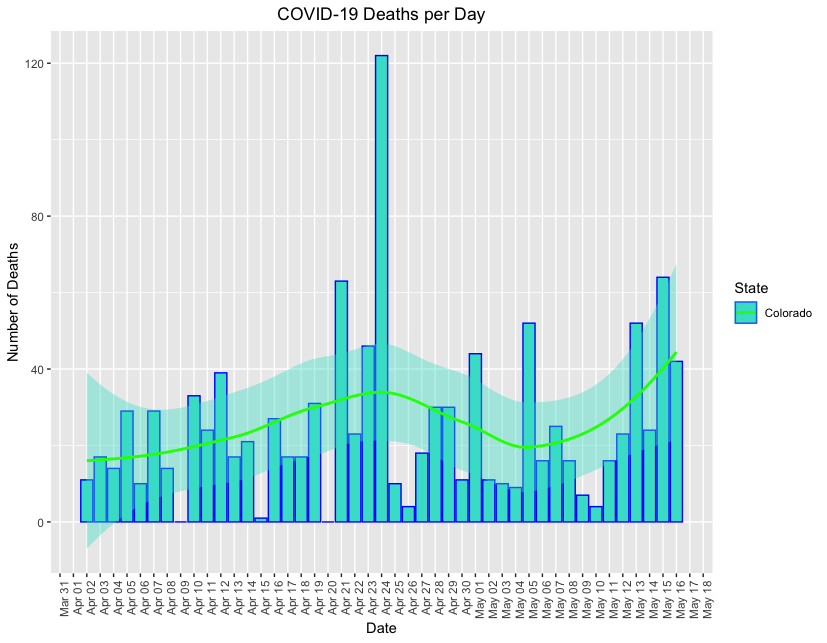 COVID-19 Deaths per Day
Number of Deaths
120
80
40
0
Mar 31
Apr 01
Apr 02
Apr 03
Apr 04
Apr 05
Apr 06
Apr 07
Apr 08
Apr 09
Apr 10
Apr 11
Apr 12
Apr 13
Apr 14
Apr 15
Apr 16
Apr 17
Apr 18
Apr 19
Apr 20
Apr 21
Apr 22
Apr 23
Apr 24
Apr 25
Apr 26
Apr 27
Apr 28
Apr 29
Apr 30
May 01
May 02
May 03
May 04
May 05
May 06
May 07
May 08
May 09
May 10
May 11
May 12
May 13
May 14
May 15
May 16
May 17
May 18
Date
State
Colorado